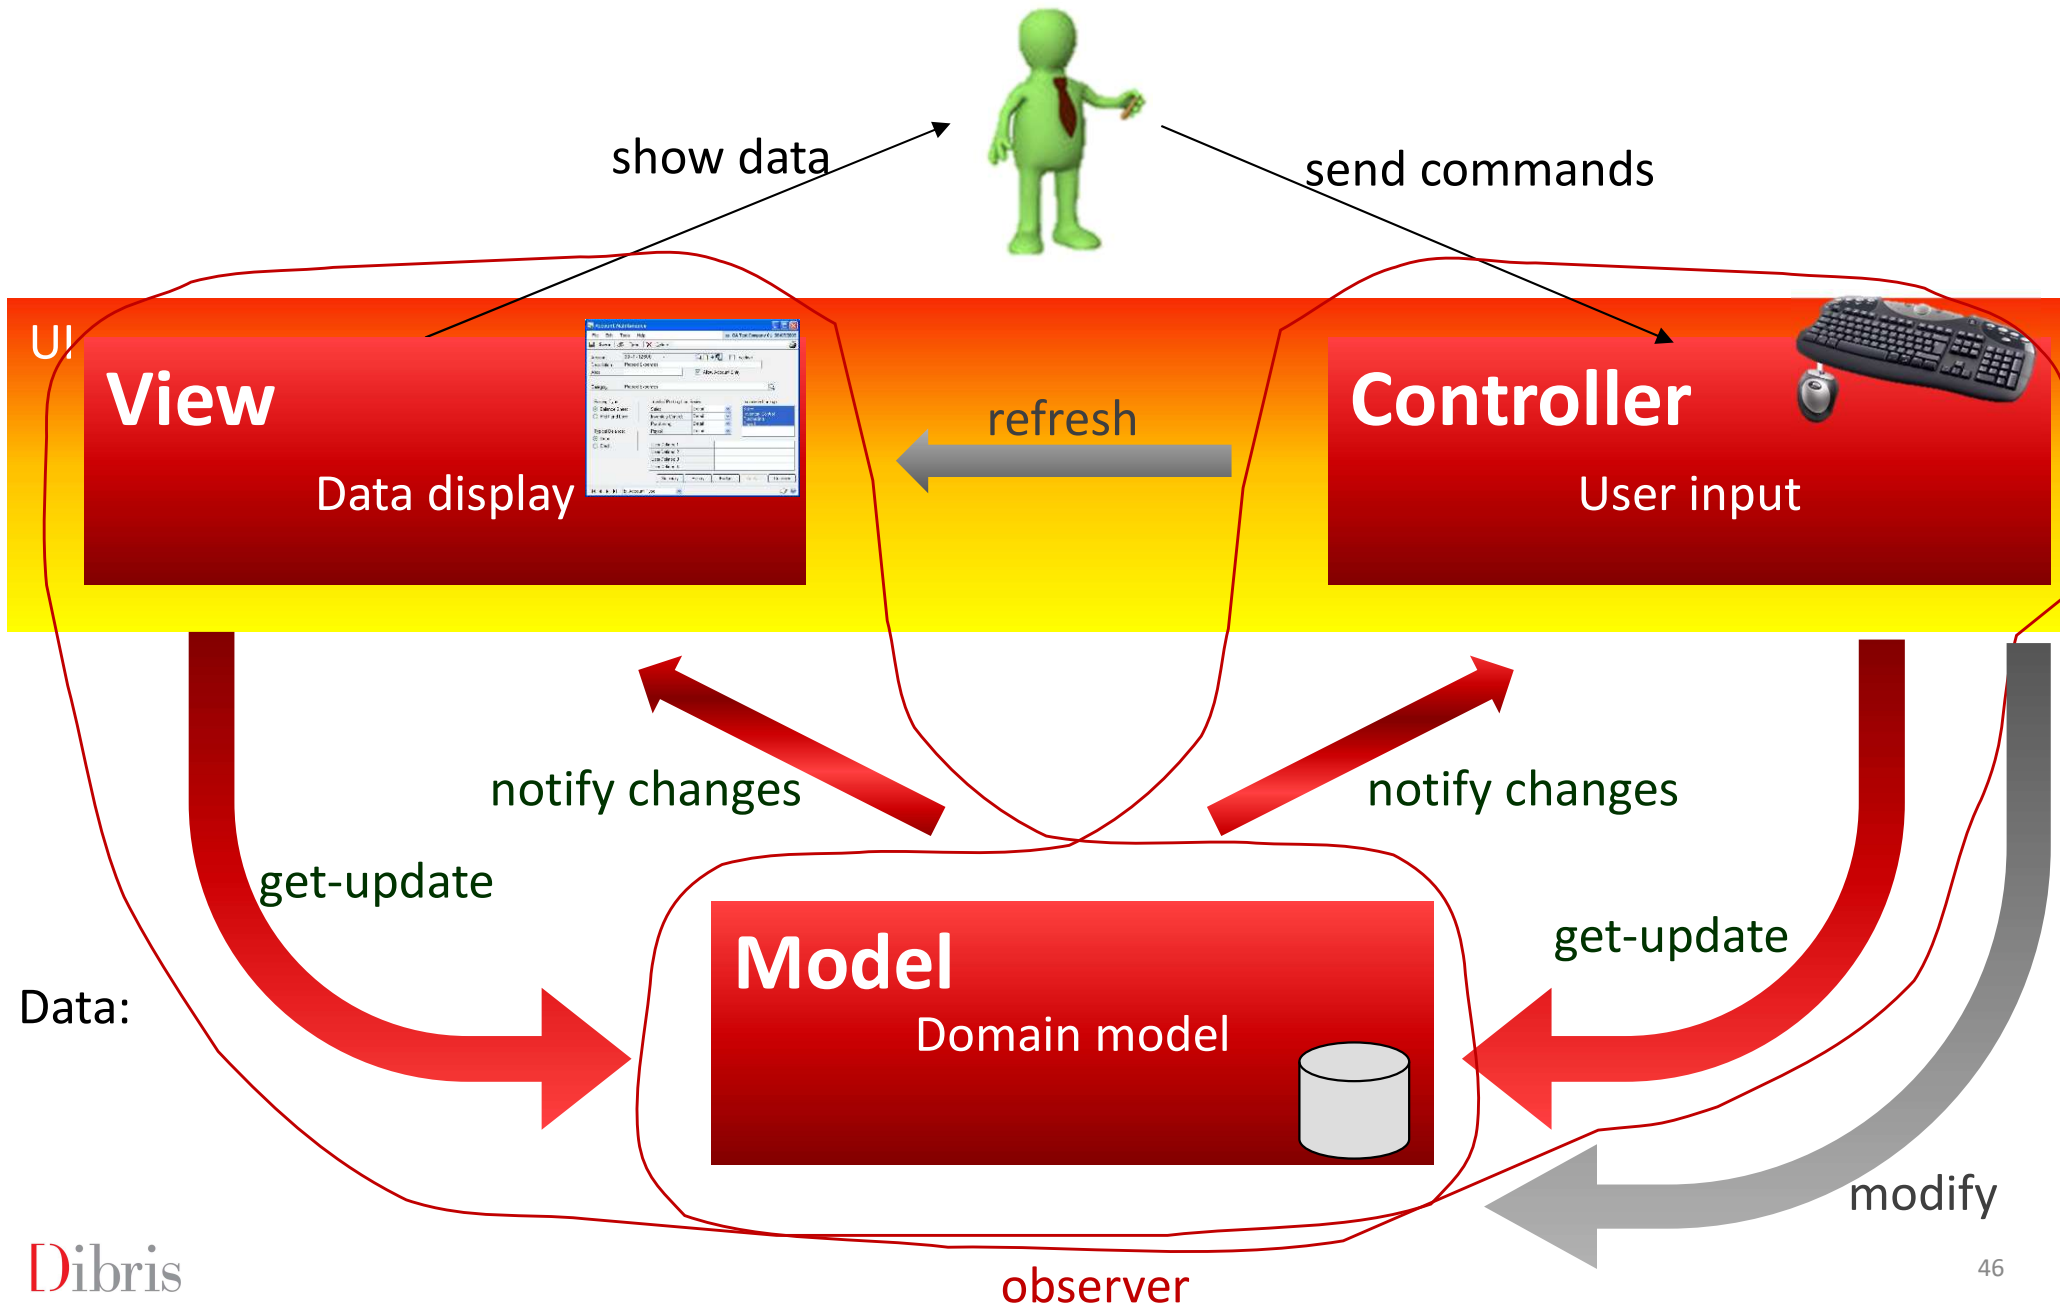 show data
send commands
UI
View
Data display
refresh
Controller
User input
notify changes
notify changes
get-update
get-update
Data:
Model
Domain model
modify
Dibris
observer
46